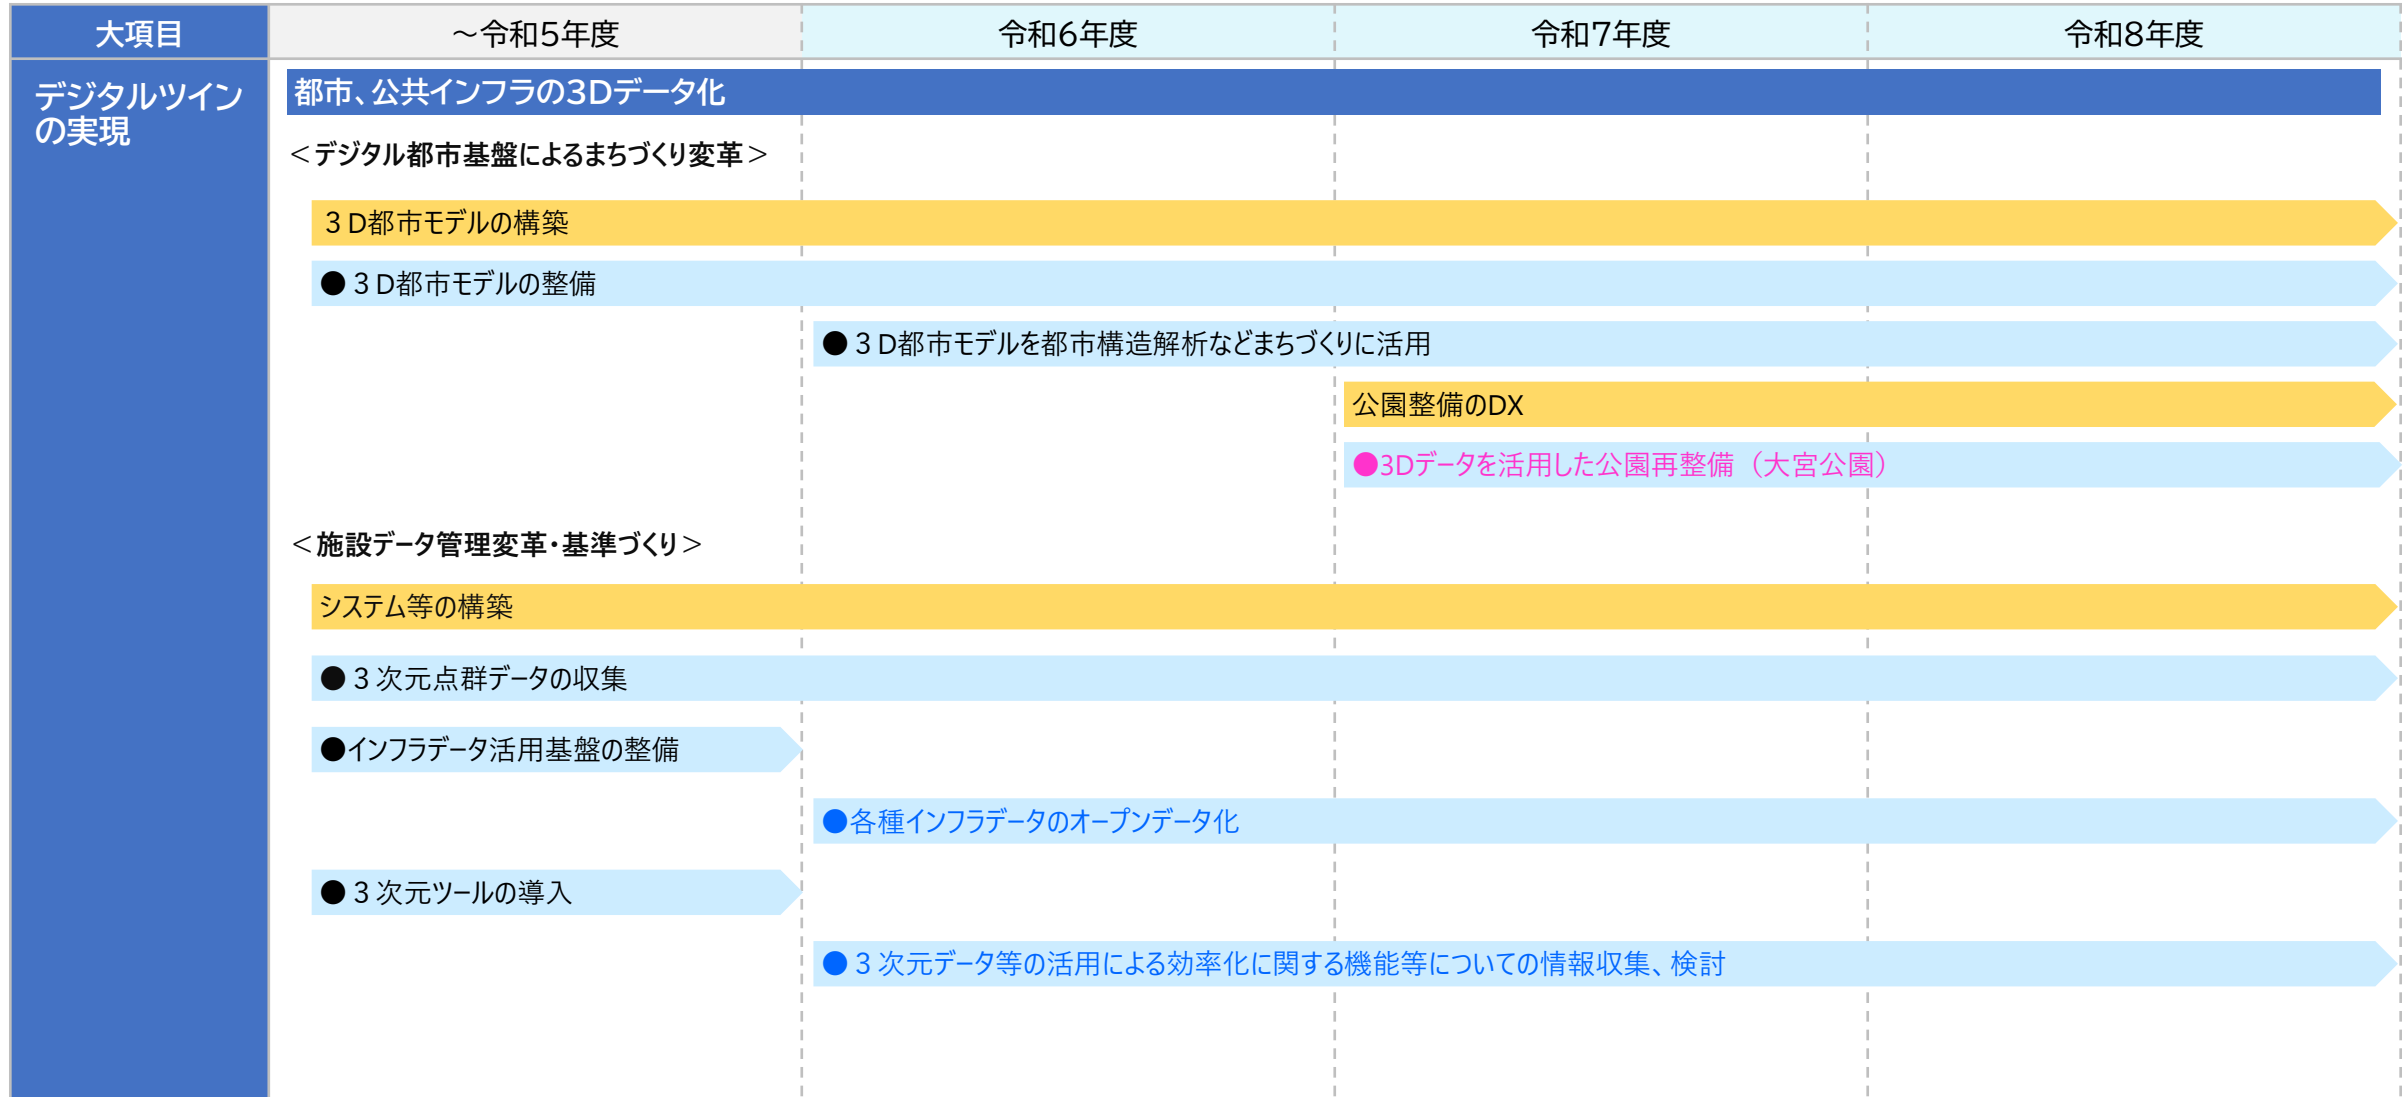 大項目
～令和5年度
令和6年度
令和7年度
令和8年度
デジタルツイン
の実現
都市、公共インフラの3Dデータ化
＜デジタル都市基盤によるまちづくり変革＞
３D都市モデルの構築
●３D都市モデルの整備
●３D都市モデルを都市構造解析などまちづくりに活用
公園整備のDX
●3Dデータを活用した公園再整備（大宮公園）
＜施設データ管理変革・基準づくり＞
システム等の構築
●３次元点群データの収集
●インフラデータ活用基盤の整備
●各種インフラデータのオープンデータ化
●３次元ツールの導入
●３次元データ等の活用による効率化に関する機能等についての情報収集、検討